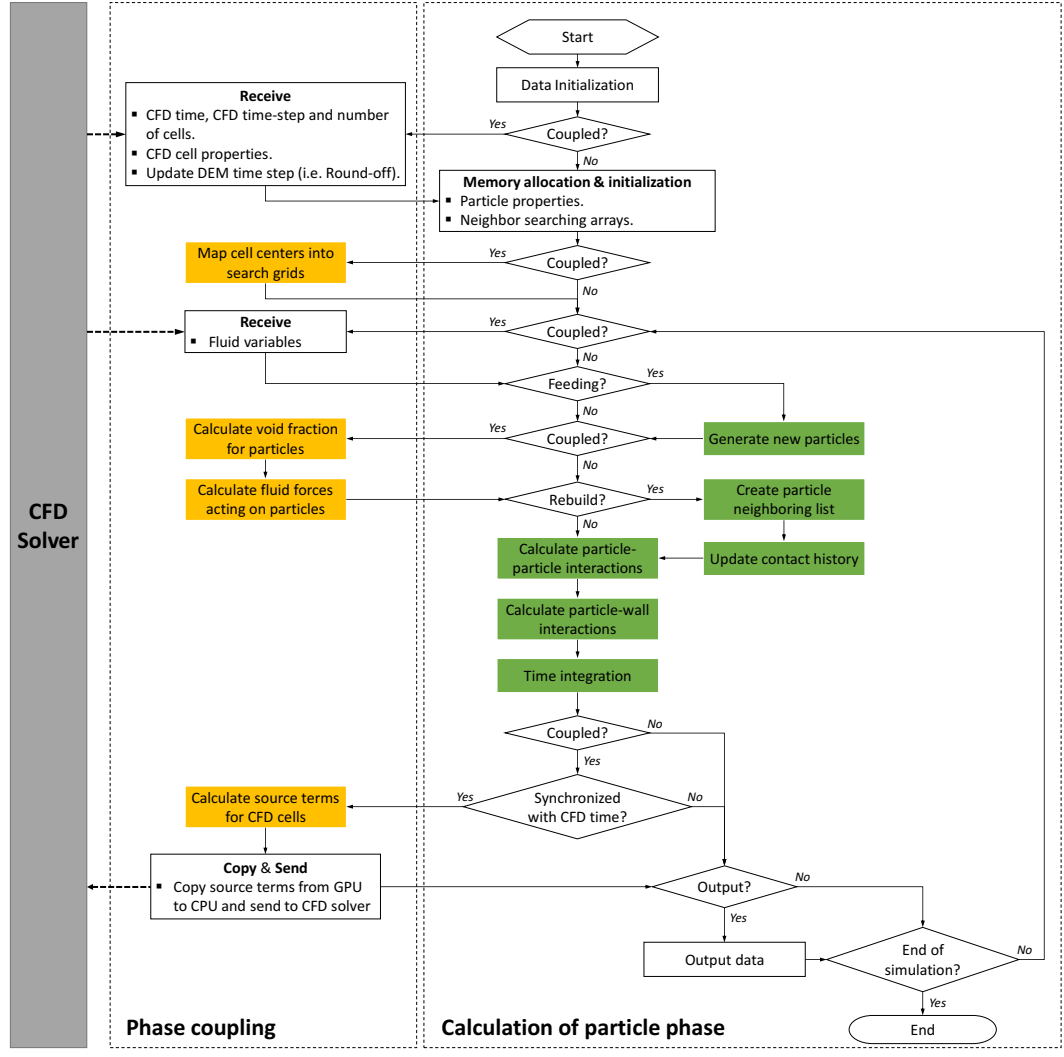 Start
Data Initialization
Receive
▪ CFD time, CFD time-step and number
of cells.
▪ CFD cell properties.
▪ Update DEM time step (i.e. Round-off).
Yes
Coupled?
No
Memory allocation & initialization
▪ Particle properties.
▪ Neighbor searching arrays.
Map cell centers into
search grids
Yes
Coupled?
No
Receive
▪ Fluid variables
Yes
Coupled?
No
Feeding?
Yes
No
Calculate void fraction
for particles
Yes
Coupled?
Generate new particles
No
Calculate fluid forces
acting on particles
Rebuild?
Yes
Create particle
neighboring list
No
CFD
Solver
Calculate particle-
particle interactions
Update contact history
Calculate particle-wall
interactions
Time integration
Coupled?
No
Yes
Calculate source terms
for CFD cells
Yes
Synchronized
with CFD time?
No
Copy & Send
▪ Copy source terms from GPU
to CPU and send to CFD solver
Output?
No
Yes
Output data
End of
simulation?
No
Yes
End
Phase coupling
Calculation of particle phase